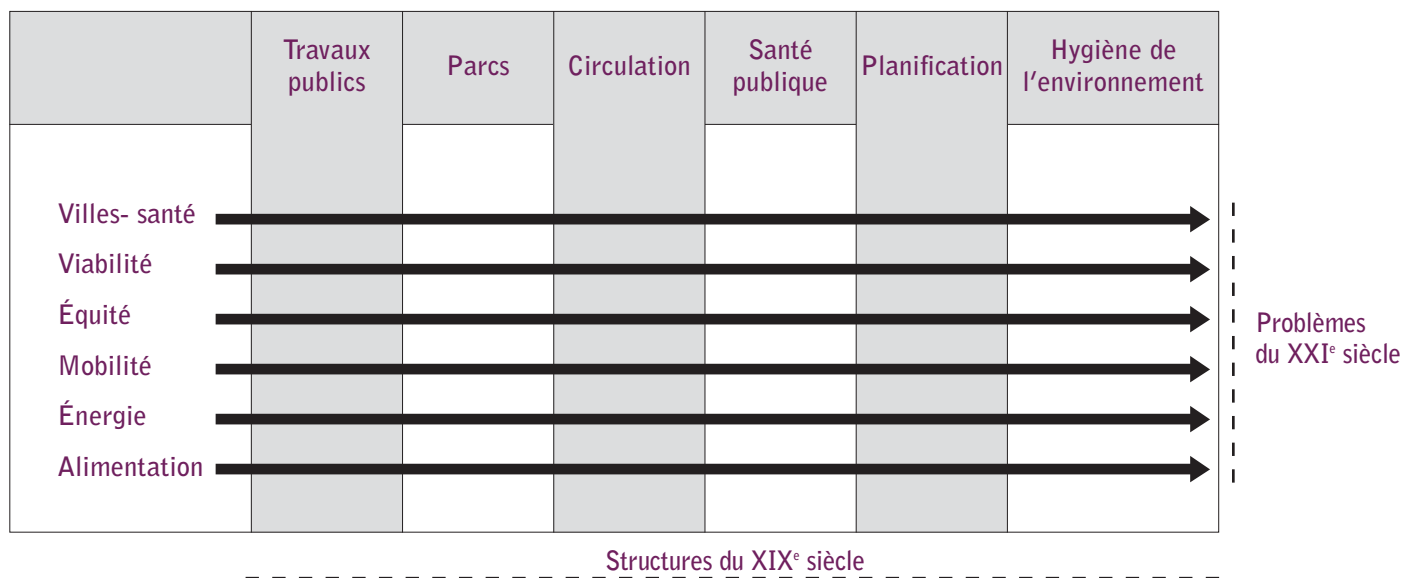 Travaux
publics
Parcs
Circulation
Santé
publique
Planification
Hygiène de
l'environnement
Villes- santé
Viabilité
Équité
Mobilité
Énergie
Alimentation
Problèmes
du XXIe siècle
Structures du XIXe siècle